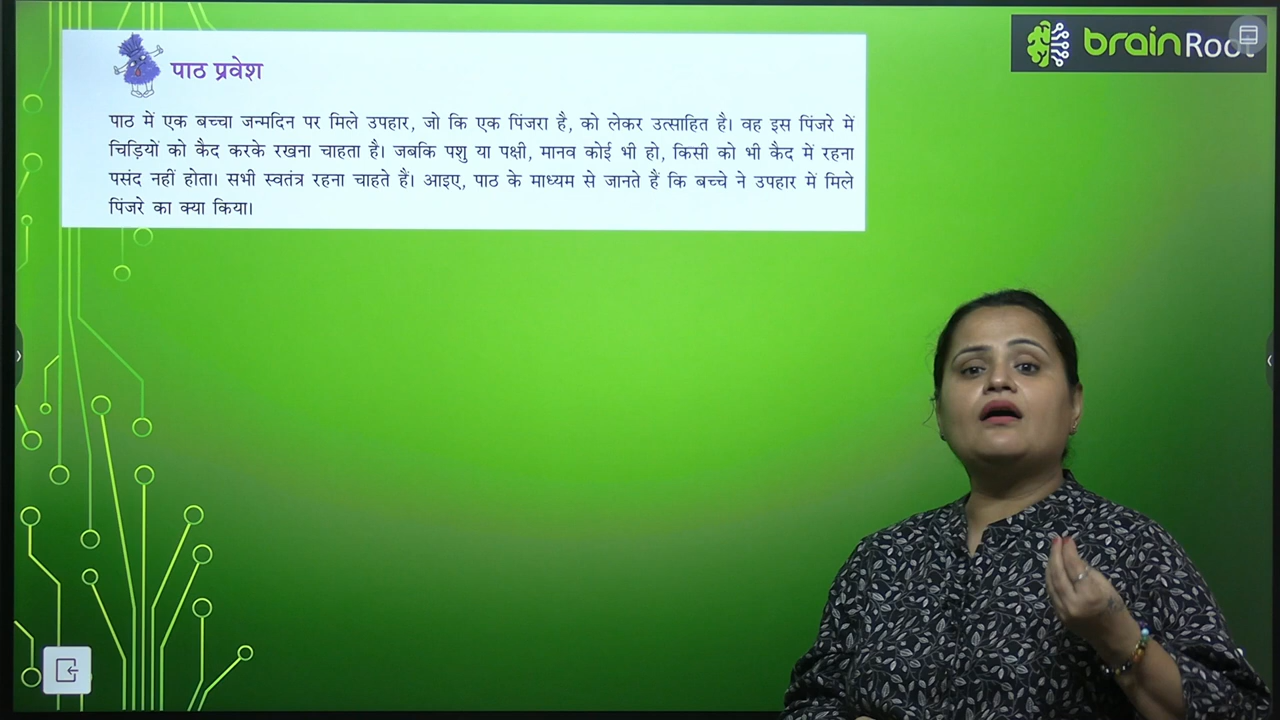 brainRoot
पाठ प्रवेश
पाठ में एक बच्चा जन्मदिन पर मिले उपहार, जो कि एक पिंजरा है, को लेकर उत्साहित है। वह इस पिंजरे में
चिड़ियों को कैद करके रखना चाहता है। जबकि पशु या पक्षी, मानव कोई भी हो, किसी को भी कैद में रहना
पसंद नहीं होता। सभी स्वतंत्र रहना चाहते हैं। आइए, पाठ के माध्यम से जानते हैं कि बच्चे ने उपहार में मिले
पिंजरे का क्या किया।